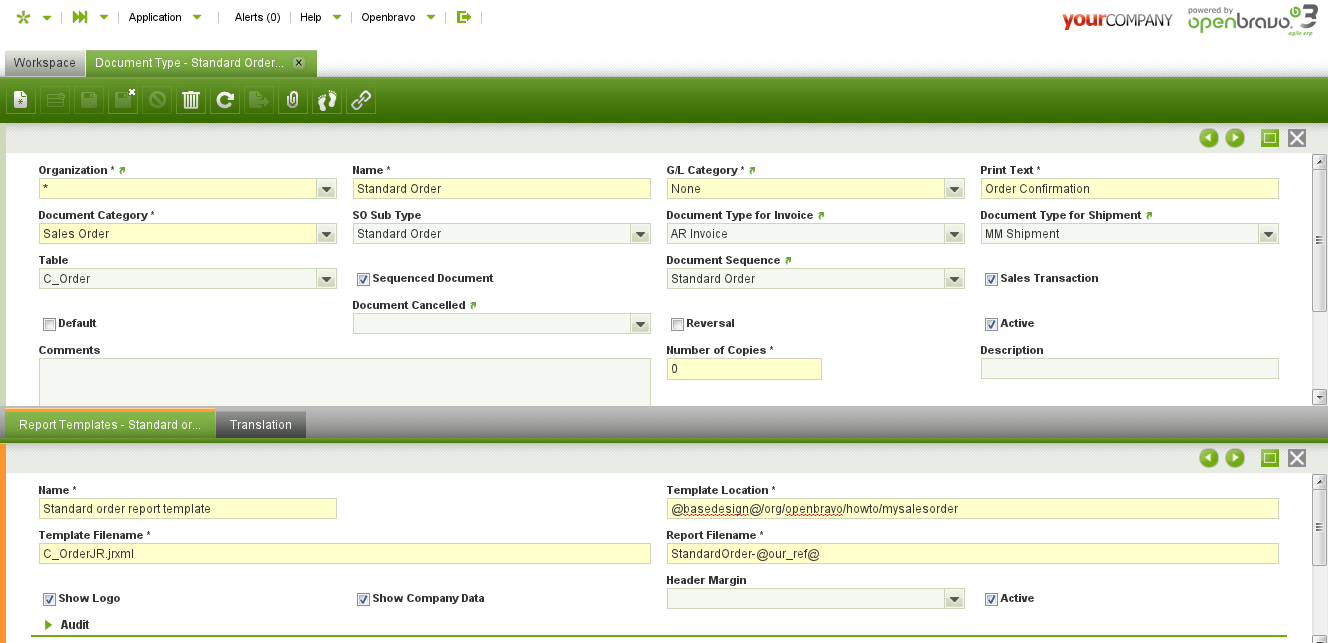 Application Alerts (0) Help Openbravo
yourCOMPANY
powered by
openbravo 3
agile erp
Workspace Document Type - Standard Order...
Organization * Name * G/L Category * Print Text *
* Standard Order None Order Confirmation
Document Category * SO Sub Type Document Type for Invoice Document Type for Shipment
Sales Order Standard Order AR Invoice MM Shipment
Table Document Sequence
C_Order Sequenced Document Standard Order Sales Transaction
Document Cancelled
Default Reversal Active
Comments Number of Copies * Description
0
Report Templates - Standard or... Translation
Name * Template Location *
Standard order report template @basedesign@/org/openbravo/howto/mysalesorder
Template Filename * Report Filename *
C_OrderJR.jrxml StandardOrder-@our_ref@
Header Margin
Show Logo Show Company Data Active
Audit